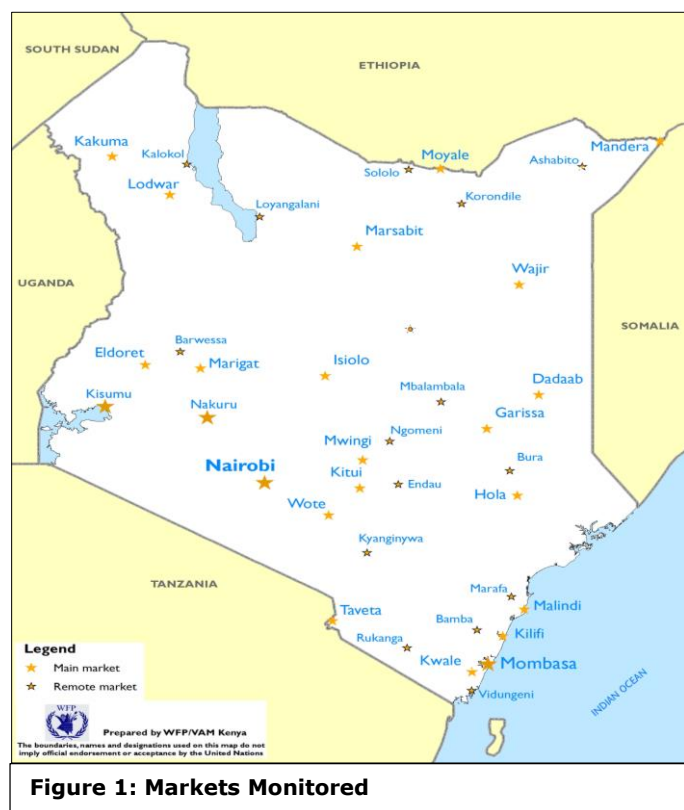 SOUTH SUDAN
ETHIOPIA
Kakuma
Kalokol
Lodwar
Loyangalani
Sololo
Moyale
Ashabito
Mandera
Korondile
Marsabit
Wajir
UGANDA
SOMALIA
Barwessa
Eldoret
Marigat
Isiolo
Kisumu
Nakuru
Mbalambala
Dadaab
Garissa
Ngomeni
Mwingi
Nairobi
Kitui
Endau
Bura
Hola
Wote
Kyanginywa
TANZANIA
Marafa
Taveta
Malindi
Bamba
Rukanga
Kilifi
Kwale
Mombasa
Vidungeni
INDIAN OCEAN
Legend
Main market
Remote market
WFP
Prepared by WFP/VAM Kenya
The boundaries, names and designations used on this map do not
imply official endorsement or acceptance by the United Nations
Figure 1: Markets Monitored